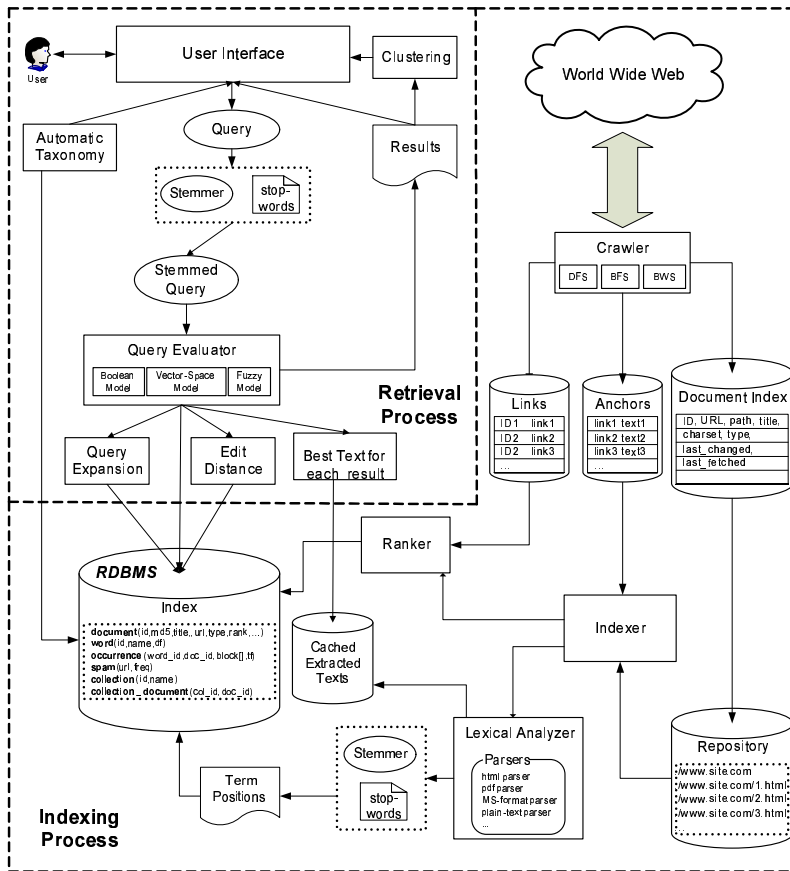 User
User Interface
Clustering
World Wide Web
Automatic
Taxonomy
Query
Results
Stemmer
stop-
words
Stemmed
Query
Crawler
DFS
BFS
BWS
Query Evaluator
Boolean
Model
Vector-Space
Model
Fuzzy
Model
Retrieval
Process
Links
ID1 link1
ID2 link2
ID2 link3
...
Anchors
link1 text1
link2 text2
link3 text3
...
Document Index
ID, URL, path, title,
charset, type,
last_changed,
last_fetched
Query
Expansion
Edit
Distance
Best Text for
each result
Ranker
RDBMS
Index
document(id,md5,title,, url,type,rank,...)
word(id,name,df)
occurrence(word_id,doc_id,block[],tf)
spam(url,freq)
collection(id,name)
collection_document(col_id,doc_id)
Cached
Extracted
Texts
Indexer
Lexical Analyzer
Parsers
html parser
pdf parser
MS-format parser
plain-text parser
...
Repository
/www.site.com
/www.site.com/1.html
/www.site.com/2.html
/www.site.com/3.html
...
Stemmer
stop-
words
Term
Positions
Indexing
Process